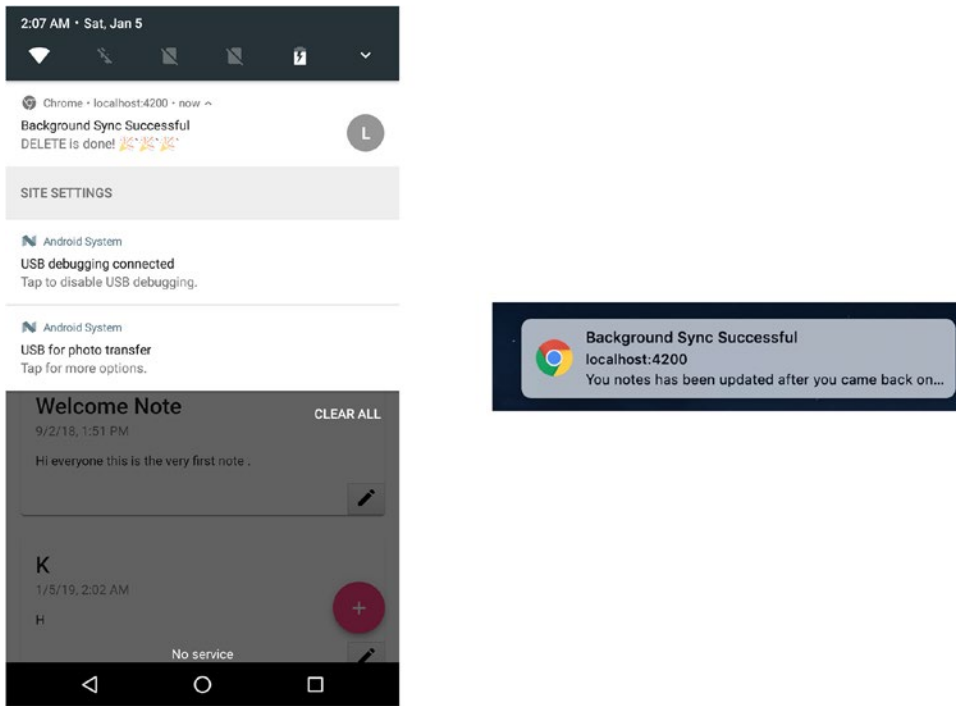 2:07 AM • Sat, Jan 5
Chrome • localhost:4200 • now
Background Sync Successful
DELETE is done! 🎉`🎉`🎉`
L
SITE SETTINGS
Android System
USB debugging connected
Tap to disable USB debugging.
Android System
USB for photo transfer
Tap for more options.
Welcome Note
CLEAR ALL
9/2/18, 1:51 PM
Hi everyone this is the very first note .
K
1/5/19, 2:02 AM
H
No service
Background Sync Successful
localhost:4200
You notes has been updated after you came back on...